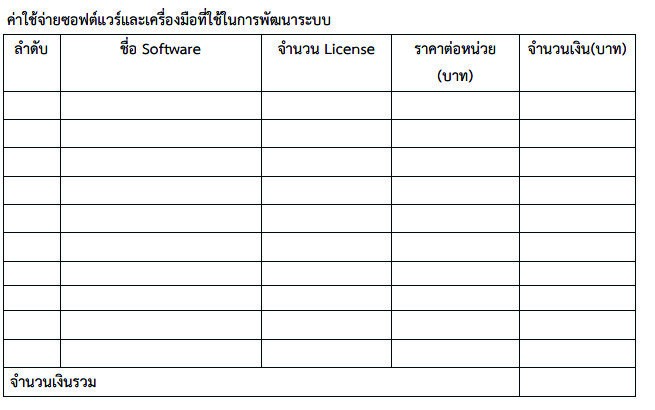 ค่าใช้จ่ายซอฟต์แวร์และเครื่องมือที่ใช้ในการพัฒนาระบบ
ลำดับ ชื่อ Software จำนวน License ราคาต่อหน่วย จำนวนเงิน(บาท)
(บาท)
จำนวนเงินรวม